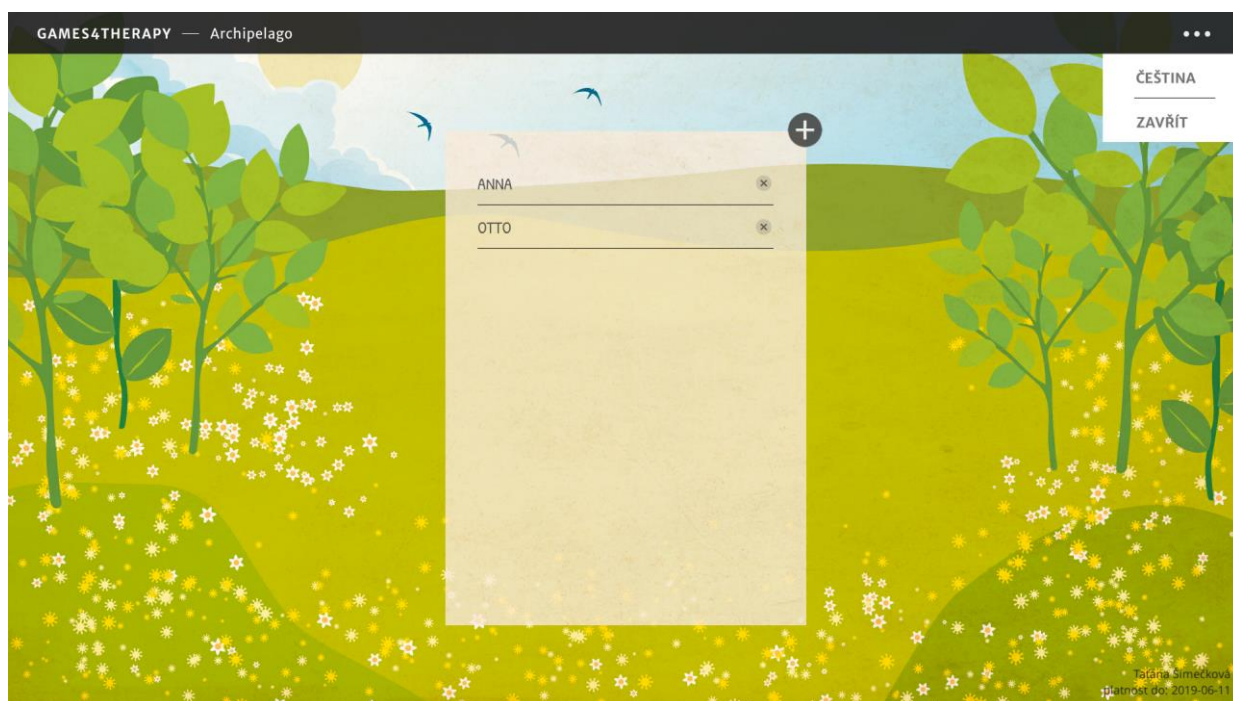 GAMES4THERAPY — Archipelago
ČEŠTINA
ZAVŘÍT
ANNA
OTTO
Taťána Šimečková
platnost do: 2019-06-11